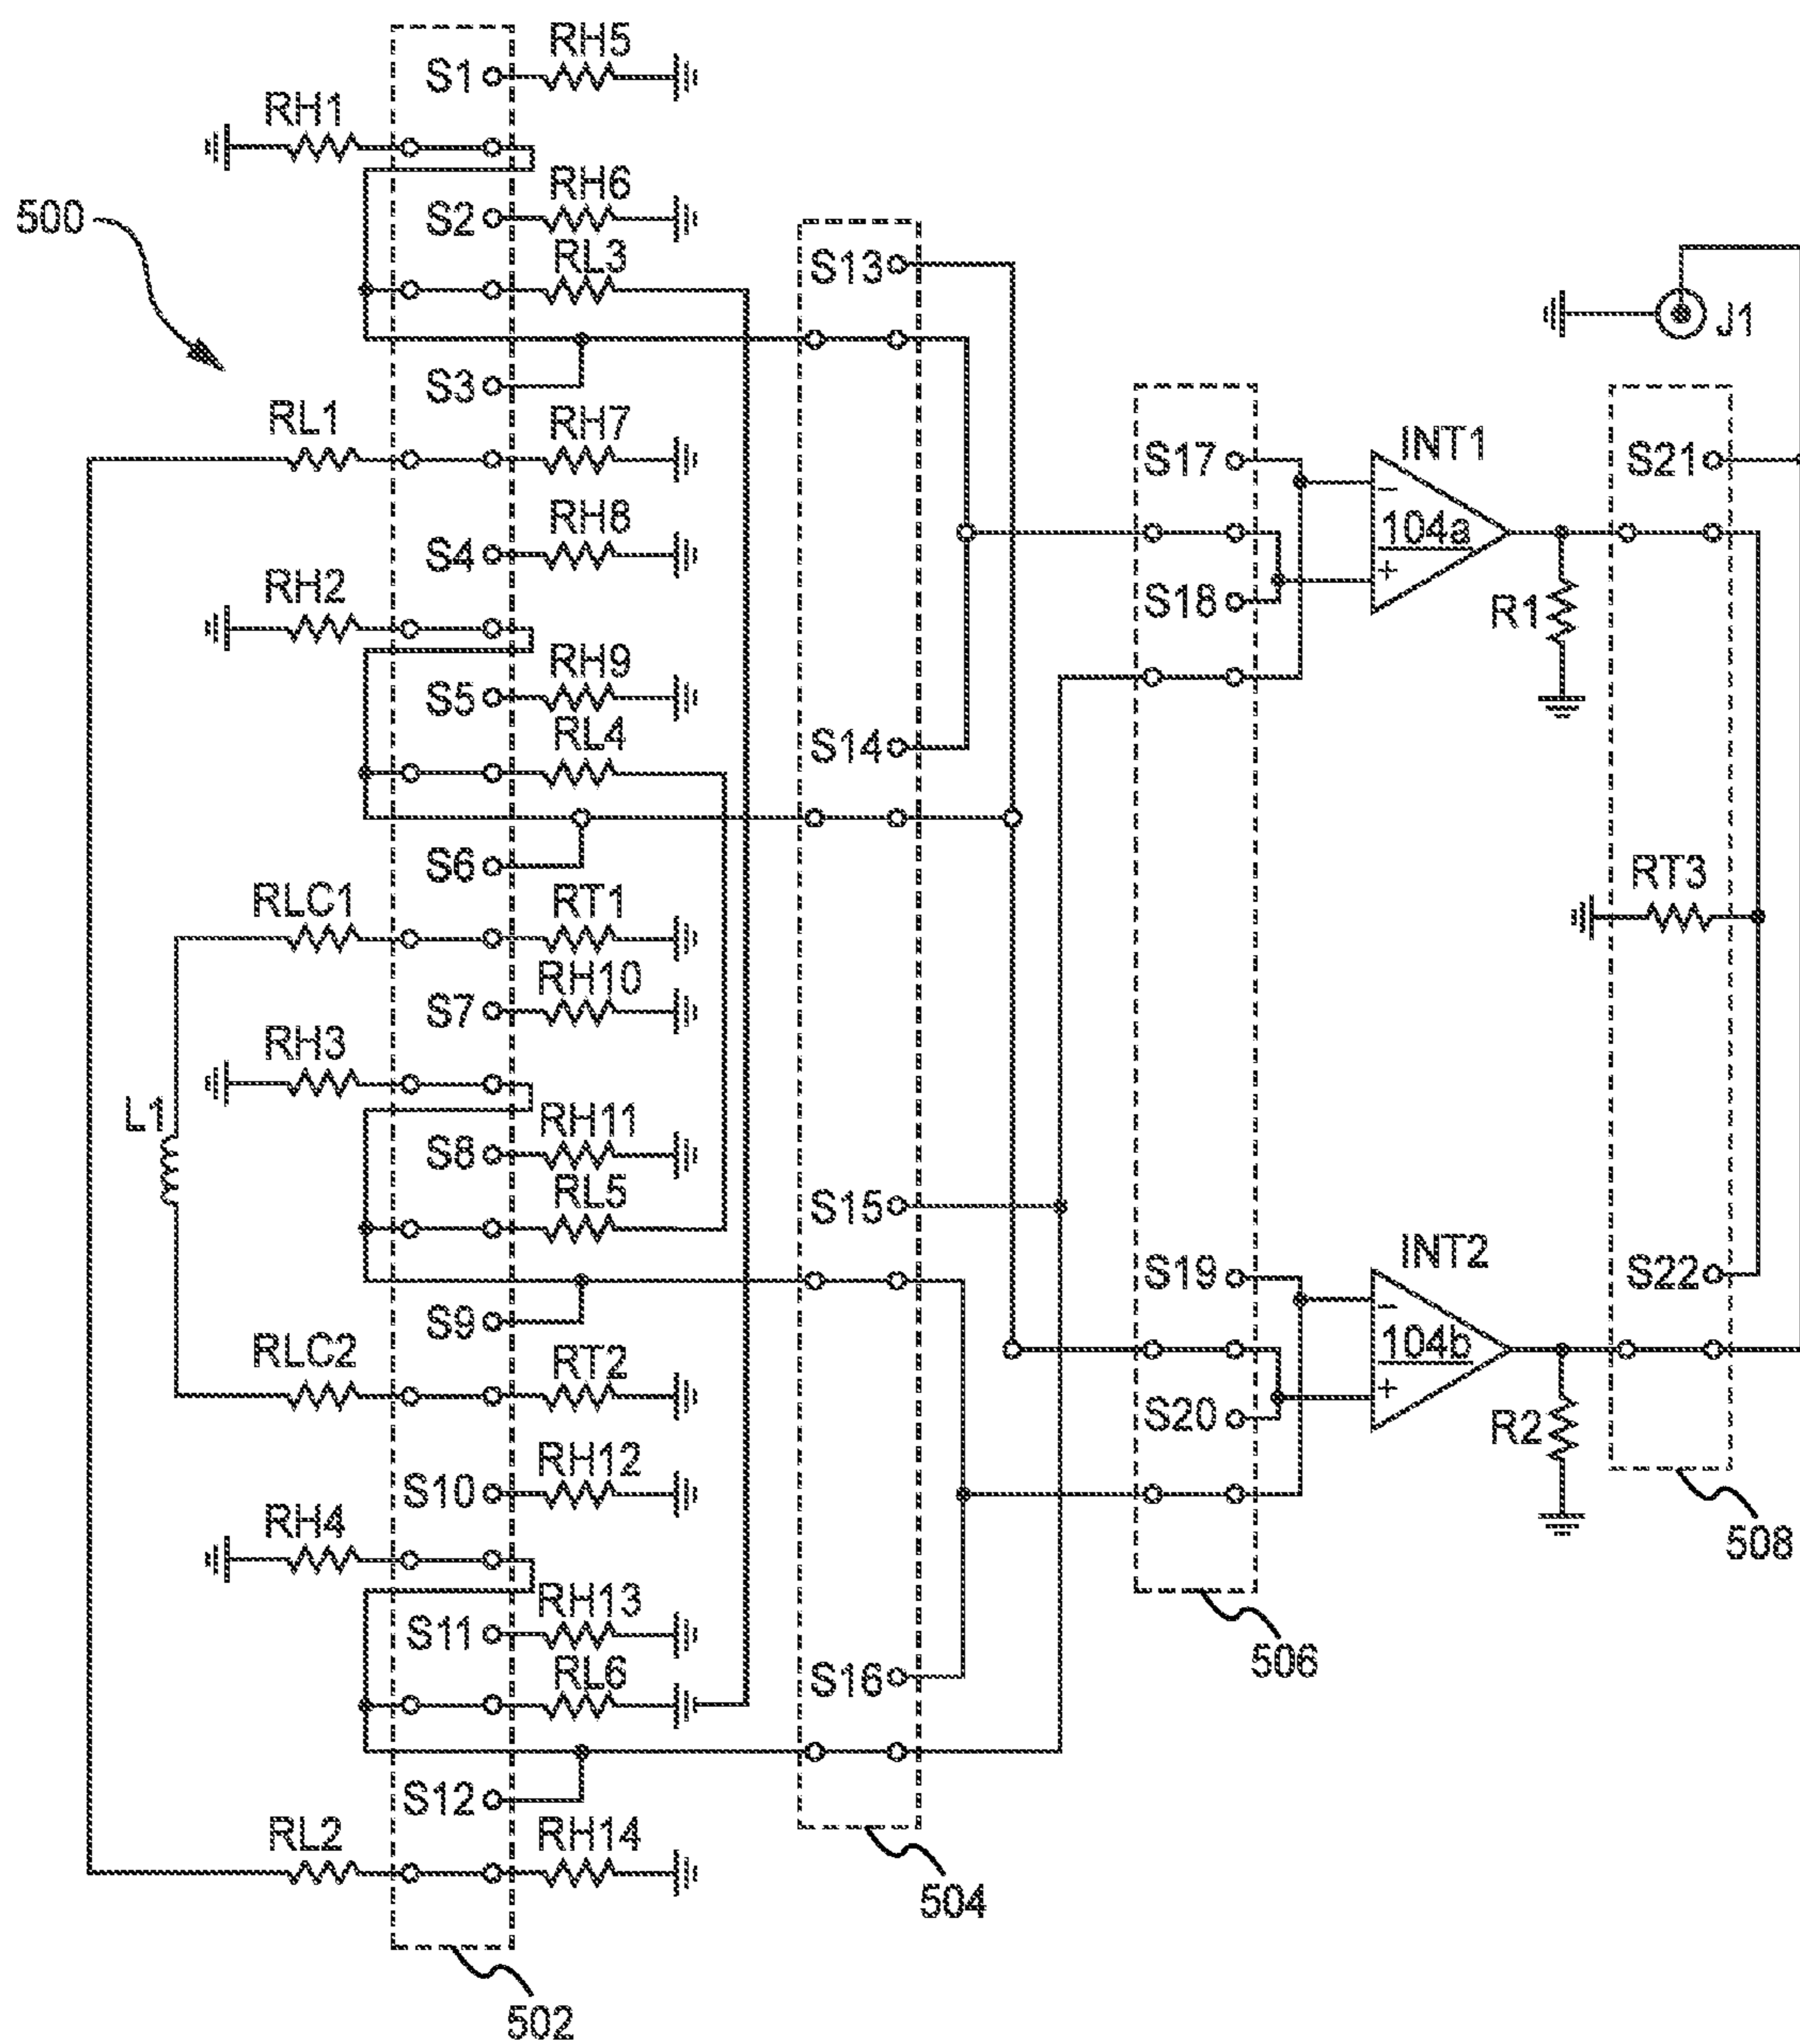 RH5
S1
RH1
RH6
S2
500
RL3
S13
J1
S3
RL1
RH7
INT1
S17
S21
104a
−
+
RH8
S4
RH2
S18
R1
RH9
S5
RL4
S14
S6
RLC1
RT1
RT3
RH10
S7
RH3
L1
RH11
S8
RL5
S15
INT2
S19
S22
S9
RLC2
RT2
104b
−
+
S20
R2
RH12
S10
RH4
508
RH13
S11
506
RL6
S16
S12
RL2
RH14
504
502